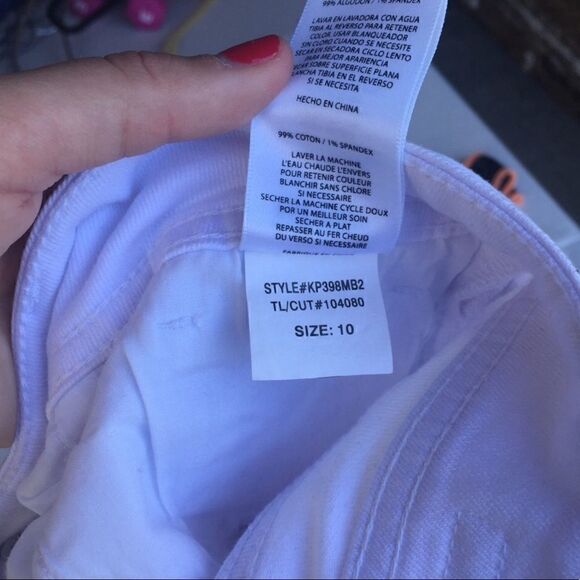 99% ALGODON / 1% SPANDEX
LAVAR EN LAVADORA CON AGUA
TIBIA AL REVERSO PARA RETENER
COLOR. USAR BLANQUEADOR
SIN CLORO CUANDO SE NECESITE
SECAR EN SECADORA CICLO LENTO
PARA MEJOR APARIENCIA
SOBRE SUPERFICIE PLANA
TIBIA EN EL REVERSO
SI SE NECESITA
HECHO EN CHINA
99% COTON / 1% SPANDEX
LAVER LA MACHINE
L'EAU CHAUDE L'ENVERS
POUR RETENIR COULEUR
BLANCHIR SANS CHLORE
SI NECESSAIRE
SECHER LA MACHINE CYCLE DOUX
POR UN MEILLEUR SOIN
SECHER A PLAT
REPASSER AU FER CHEUD
DU VERSO SI NECESSAIRE
STYLE#KP398MB2
TL/CUT#104080
SIZE: 10